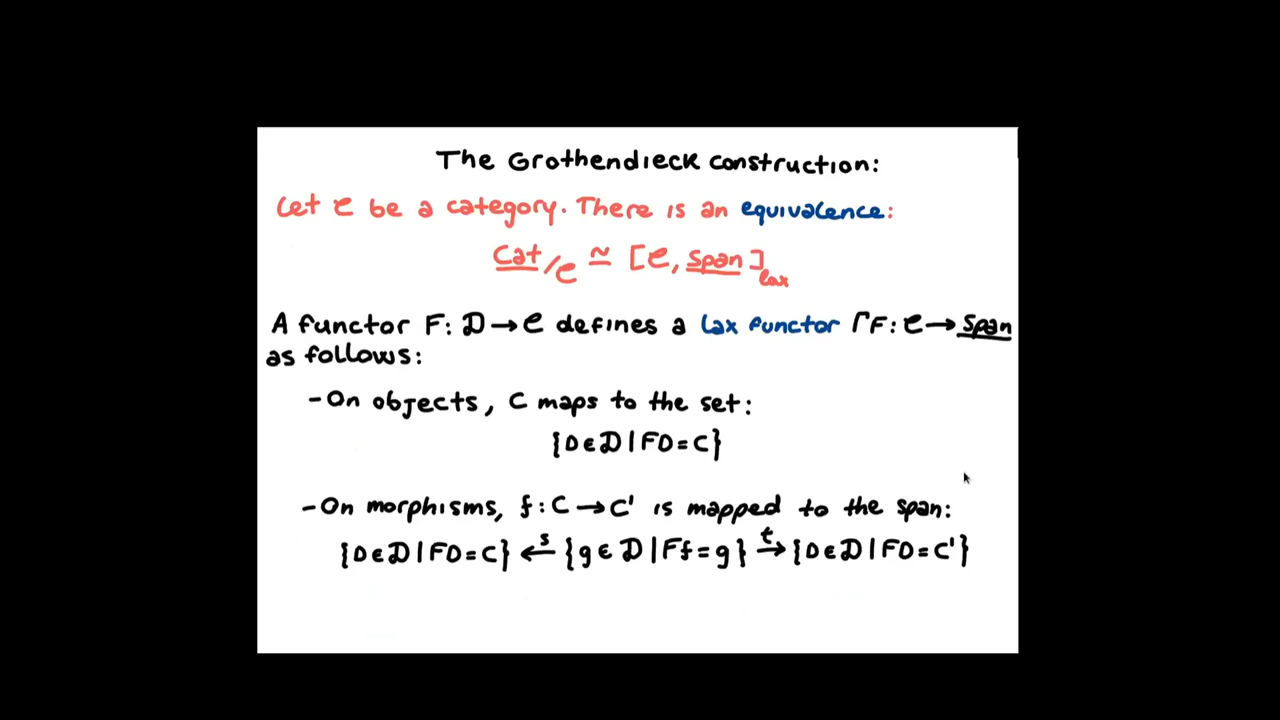 The Grothendieck construction:
Let C be a category. There is an equivalence:
Cat/C ≃ [C, Span]lax
A functor F: D → C defines a lax functor ΓF: C → Span
as follows:
- On objects, C maps to the set:
{D ∈ D | FD = C}
- On morphisms, f: C → C' is mapped to the span:
{D ∈ D | FD = C} ←s {g ∈ D | Ff = g} t→ {D ∈ D | FD = C'}